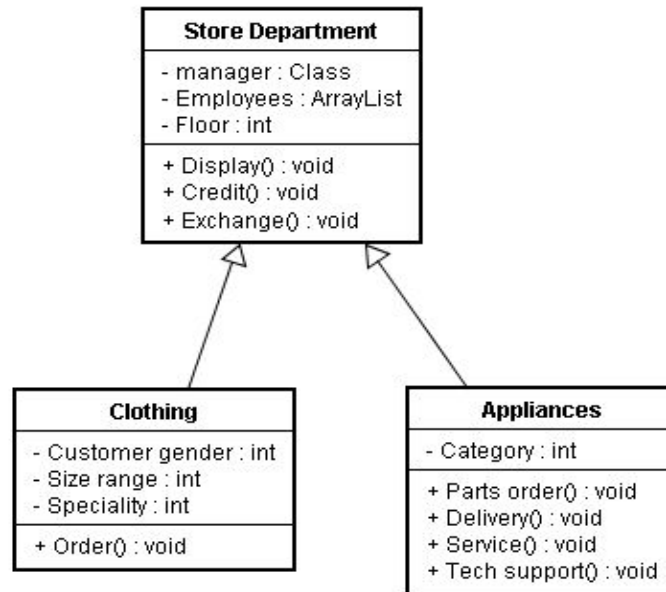 Store Department
- manager : Class
- Employees : ArrayList
- Floor : int
+ Display() : void
+ Credit() : void
+ Exchange() : void
Clothing
- Customer gender : int
- Size range : int
- Speciality : int
+ Order() : void
Appliances
- Category : int
+ Parts order() : void
+ Delivery() : void
+ Service() : void
+ Tech support() : void